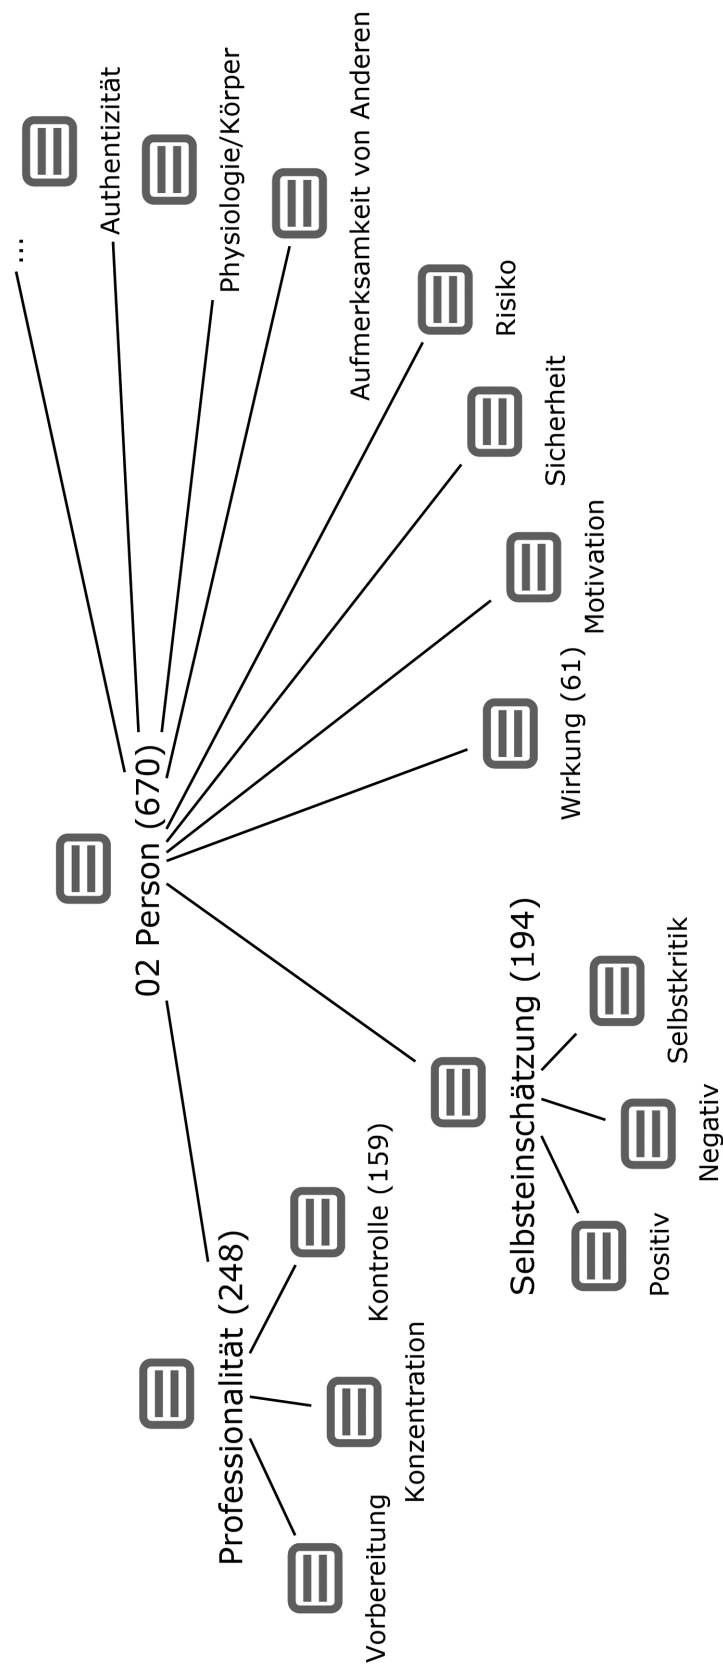 02 Person (670)
Professionalität (248)
Vorbereitung
Konzentration
Kontrolle (159)
Selbsteinschätzung (194)
Positiv
Negativ
Selbstkritik
Wirkung (61)
Motivation
Sicherheit
Risiko
Aufmerksamkeit von Anderen
Physiologie/Körper
Authentizität
...